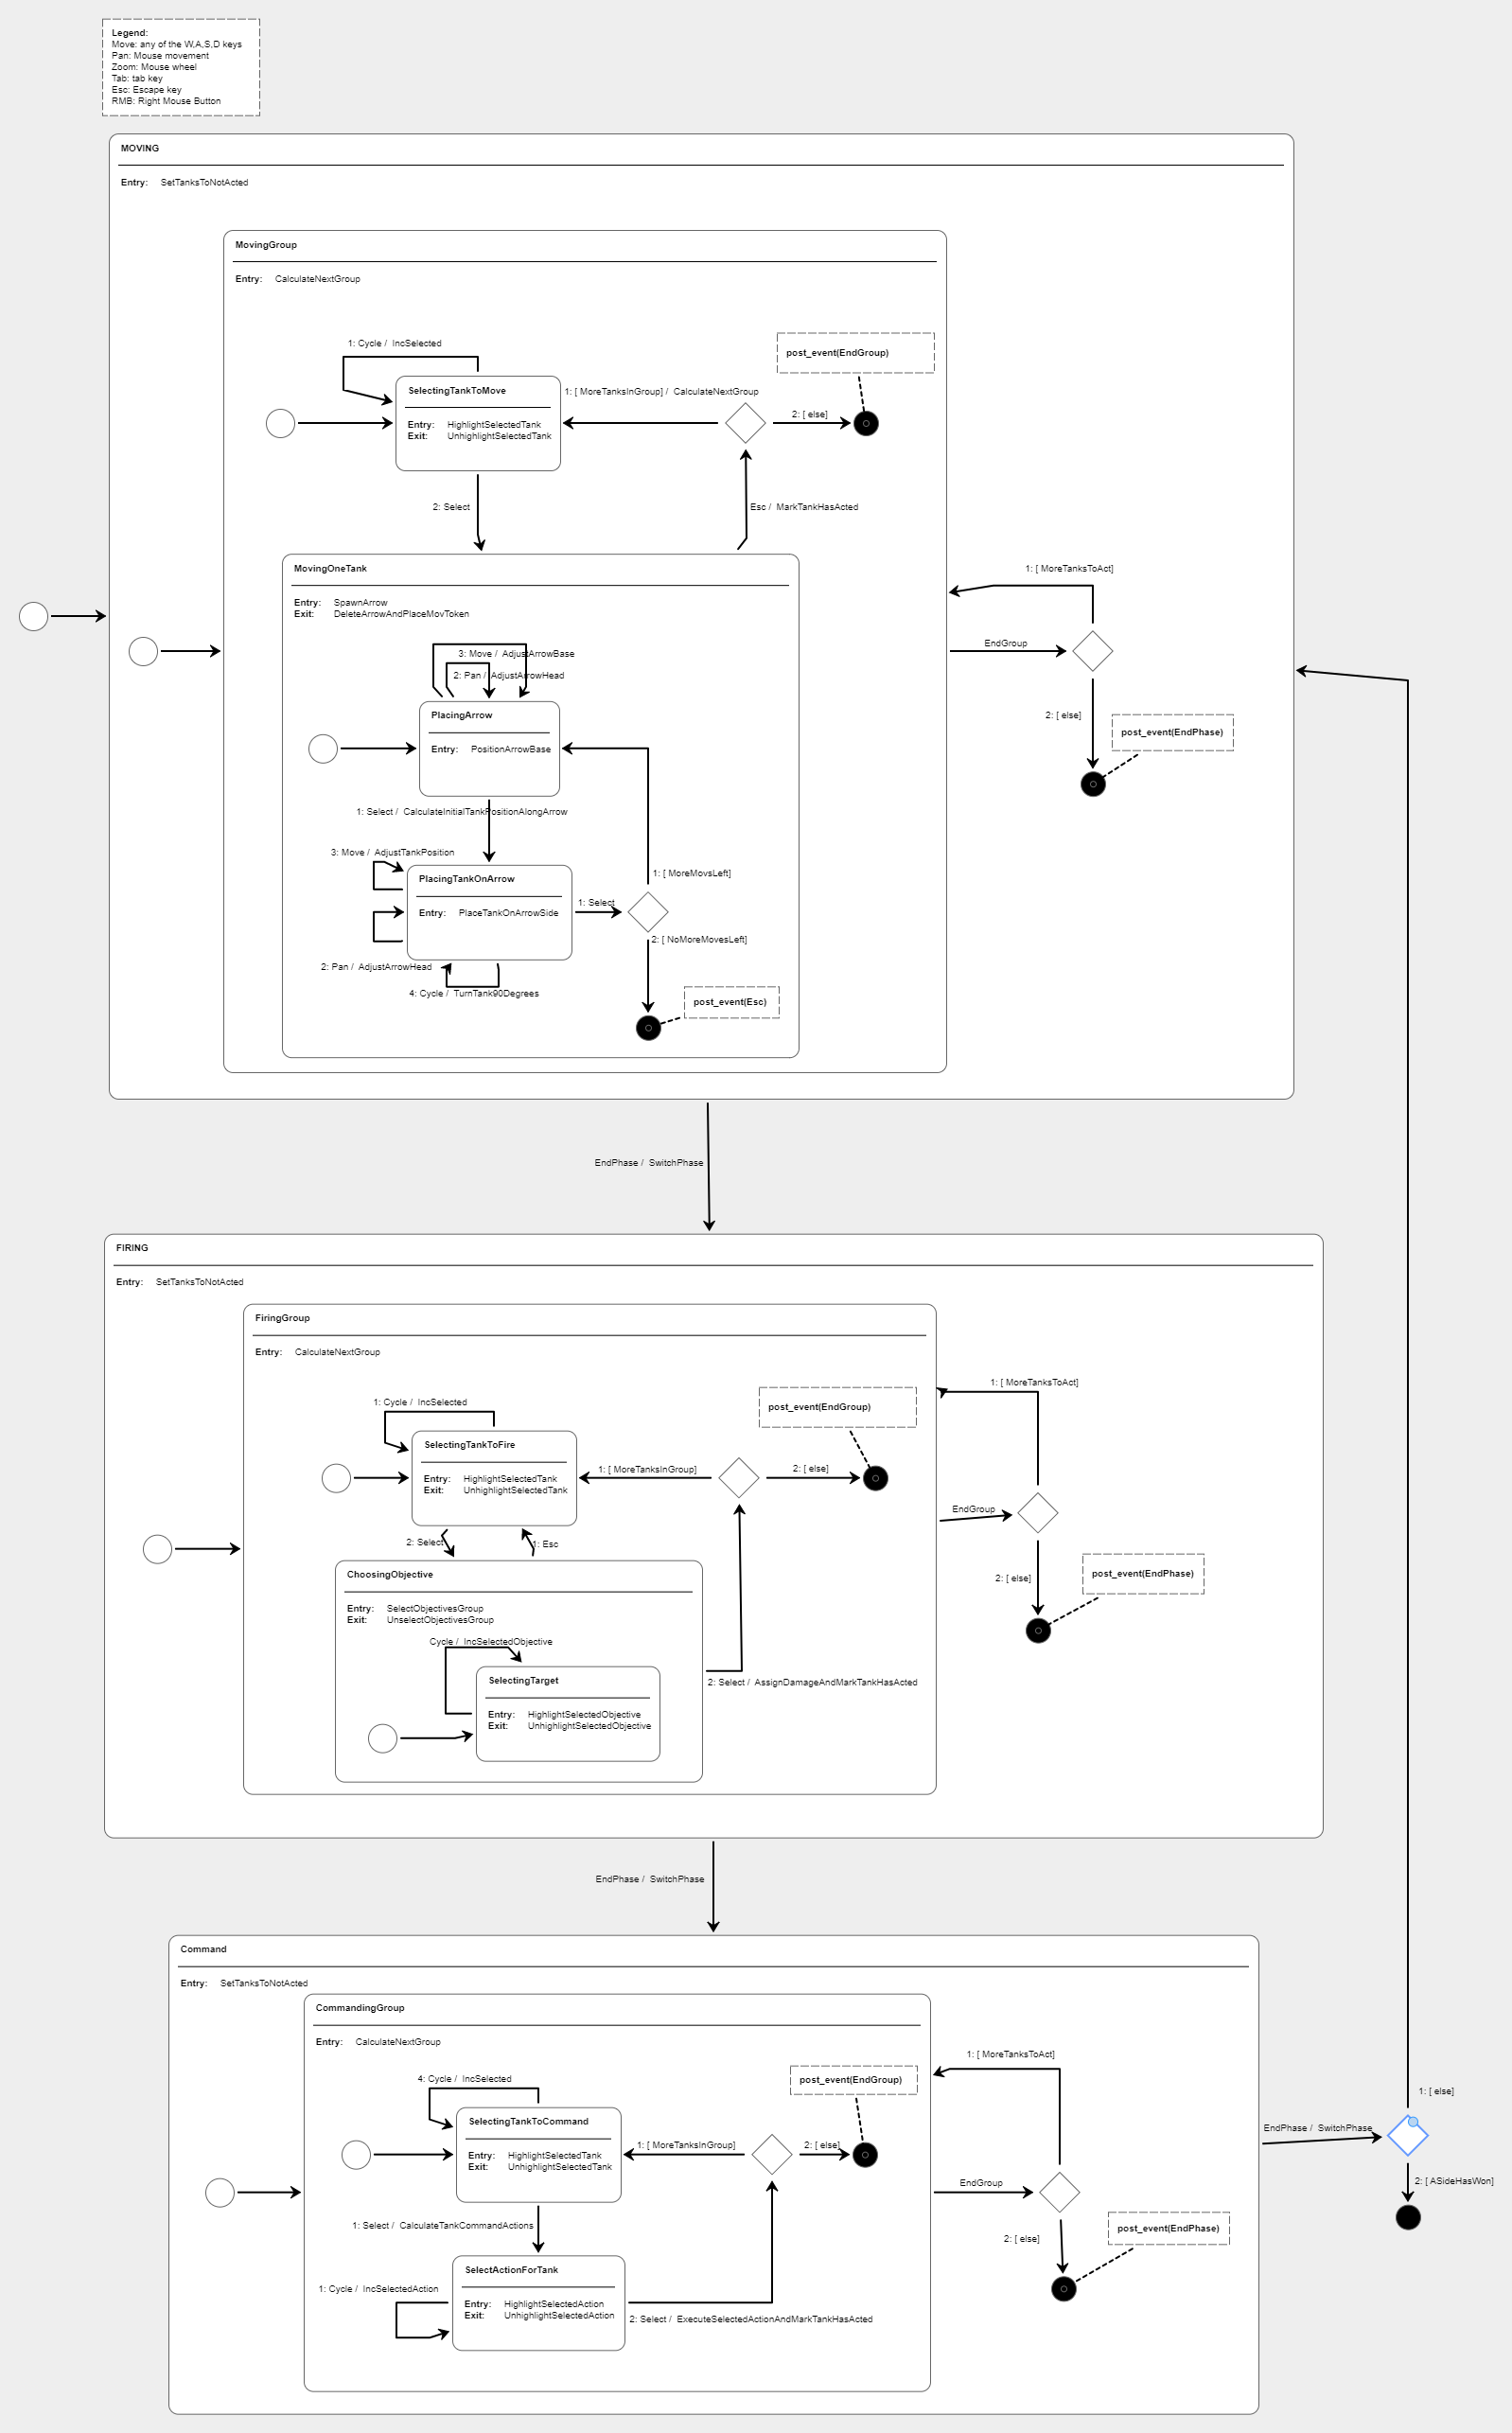 Legend:
Move: any of the W,A,S,D keys
Pan: Mouse movement
Zoom: Mouse wheel
Tab: tab key
Esc: Escape key
RMB: Right Mouse Button
MOVING
Entry: SetTanksToNotActed
MovingGroup
Entry: CalculateNextGroup
1: Cycle / IncSelected
post_event(EndGroup)
SelectingTankToMove
Entry: HighlightSelectedTank
Exit: UnhighlightSelectedTank
1: [ MoreTanksInGroup] / CalculateNextGroup
2: [ else]
2: Select
Esc / MarkTankHasActed
MovingOneTank
Entry: SpawnArrow
Exit: DeleteArrowAndPlaceMovToken
1: [ MoreTanksToAct]
EndGroup
2: [ else]
post_event(EndPhase)
3: Move / AdjustArrowBase
2: Pan / AdjustArrowHead
PlacingArrow
Entry: PositionArrowBase
1: Select / CalculateInitialTankPositionAlongArrow
3: Move / AdjustTankPosition
PlacingTankOnArrow
Entry: PlaceTankOnArrowSide
1: Select
1: [ MoreMovsLeft]
2: [ NoMoreMovesLeft]
2: Pan / AdjustArrowHead
4: Cycle / TurnTank90Degrees
post_event(Esc)
EndPhase / SwitchPhase
FIRING
Entry: SetTanksToNotActed
FiringGroup
Entry: CalculateNextGroup
1: Cycle / IncSelected
post_event(EndGroup)
SelectingTankToFire
Entry: HighlightSelectedTank
Exit: UnhighlightSelectedTank
1: [ MoreTanksInGroup]
2: [ else]
1: [ MoreTanksToAct]
EndGroup
2: [ else]
post_event(EndPhase)
2: Select
1: Esc
ChoosingObjective
Entry: SelectObjectivesGroup
Exit: UnselectObjectivesGroup
Cycle / IncSelectedObjective
SelectingTarget
Entry: HighlightSelectedObjective
Exit: UnhighlightSelectedObjective
2: Select / AssignDamageAndMarkTankHasActed
EndPhase / SwitchPhase
Command
Entry: SetTanksToNotActed
CommandingGroup
Entry: CalculateNextGroup
4: Cycle / IncSelected
post_event(EndGroup)
SelectingTankToCommand
Entry: HighlightSelectedTank
Exit: UnhighlightSelectedTank
1: [ MoreTanksInGroup]
2: [ else]
1: [ MoreTanksToAct]
EndGroup
2: [ else]
post_event(EndPhase)
1: Select / CalculateTankCommandActions
SelectActionForTank
Entry: HighlightSelectedAction
Exit: UnhighlightSelectedAction
1: Cycle / IncSelectedAction
2: Select / ExecuteSelectedActionAndMarkTankHasActed
1: [ else]
EndPhase / SwitchPhase
2: [ ASideHasWon]